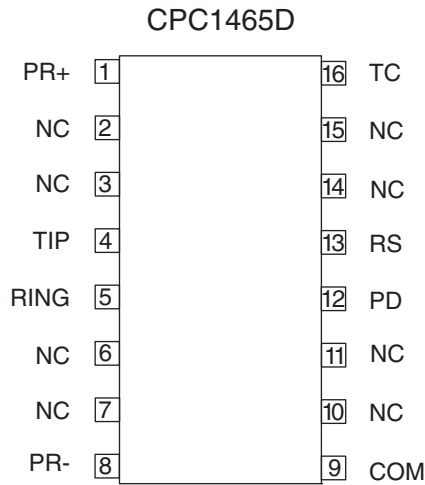 CPC1465D
PR+ 1 16 TC
NC 2 15 NC
NC 3 14 NC
TIP 4 13 RS
RING 5 12 PD
NC 6 11 NC
NC 7 10 NC
PR- 8 9 COM